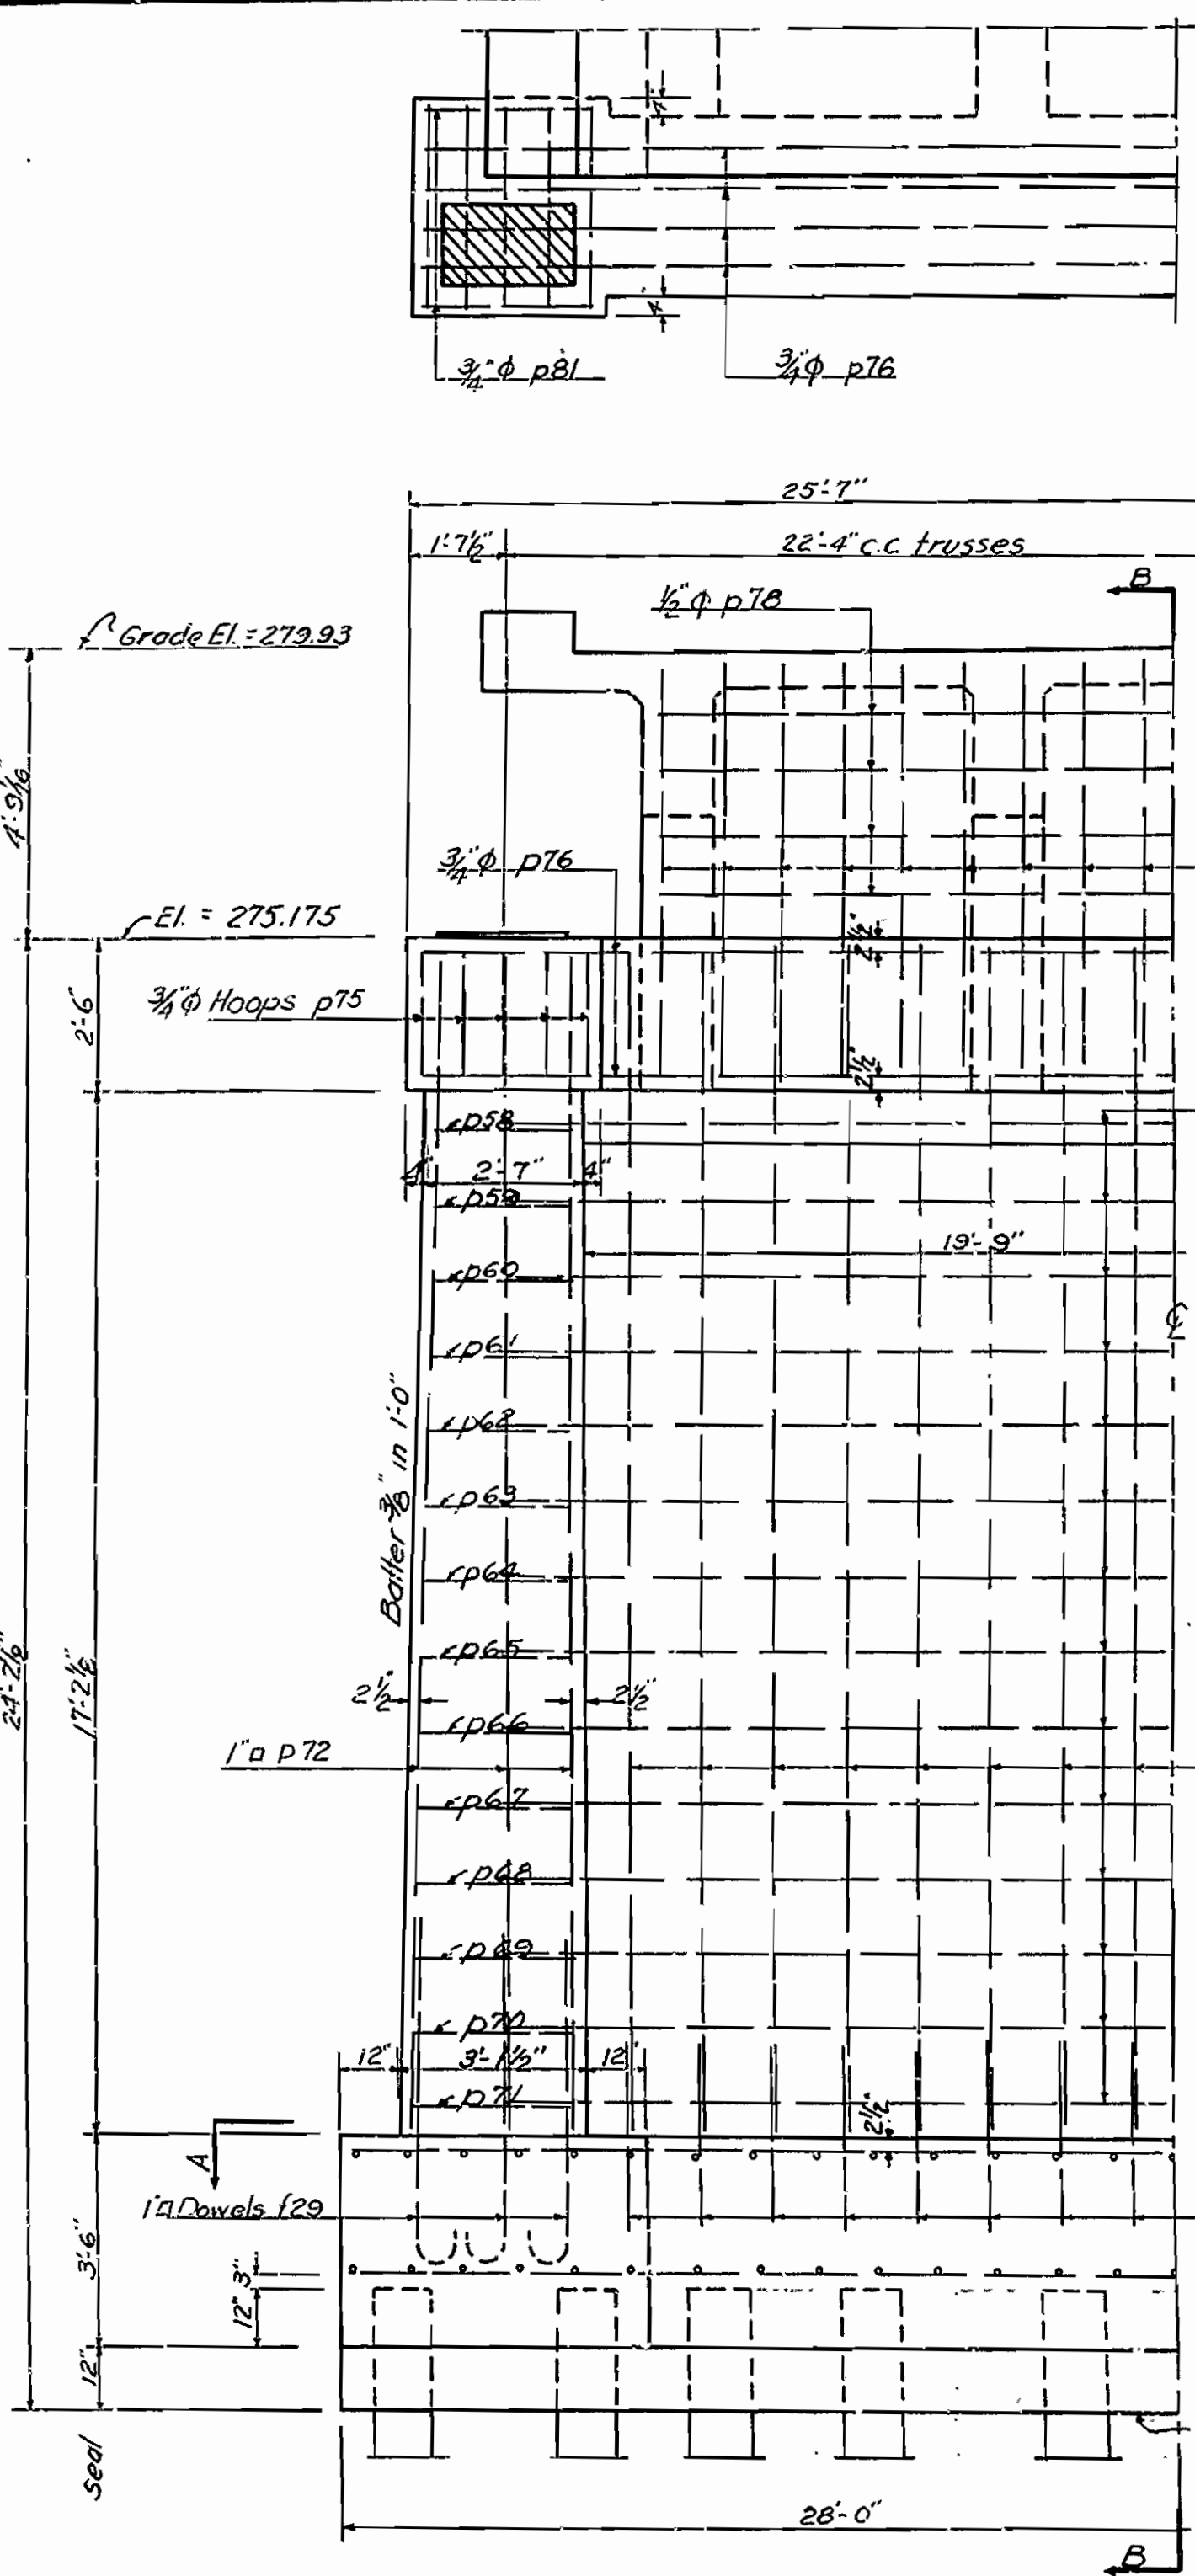 4"
4"
3/4"ϕ p81
3/4"ϕ p76
25'-7"
1'-7½"
22'-4" c.c. trusses
B
½"ϕ p78
Grade El. = 279.93
4'-9 1/16"
3/4"ϕ p76
El. = 275.175
2½"
3/4"ϕ Hoops p75
2'-6"
2½"
p58
4"
2'-7"
4"
p59
19'-9"
p60
℄
p61
Batter 3/8" in 1'-0"
p62
p63
p64
p65
24'-2½"
17'-2½"
2½"
2½"
p66
1"□ p72
p67
p68
p69
p70
12"
3'-1½"
12"
p71
2½"
A
1"□ Dowels f29
3'-6"
3"
12"
12"
seal
28'-0"
B